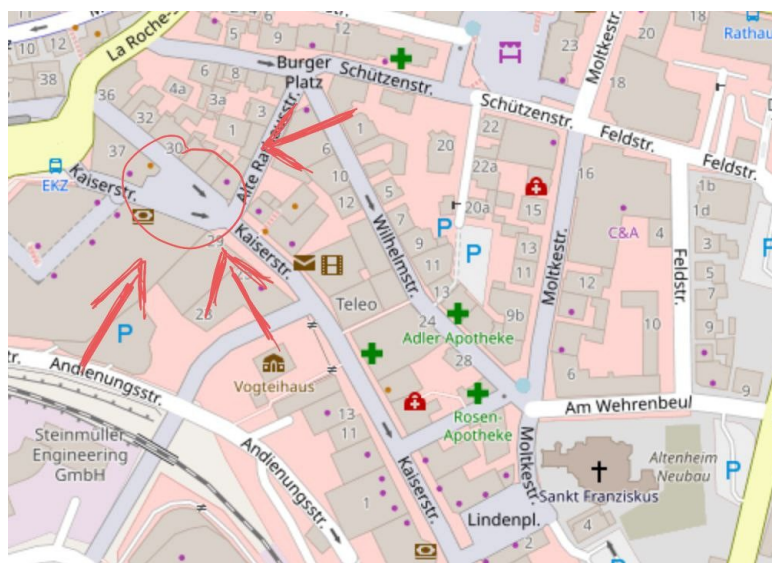 La Roche-
Rathau
10
12
12
9
23
18
20
38
36
4a
6
8
3a
3
1
32
37
30
Burger
Platz
Schützenstr.
Schützenstr.
Moltkestr.
Feldstr.
Feldstr.
EKZ
Kaiserstr.
Kaiserstr.
29
28
1
6
10
12
5
7
9
11
13
24
28
Wilhelmstr.
20
22
22a
20a
15
13
11
9b
P
P
P
P
P
16
C&A
4
12
10
6
1b
1d
3
5
7
9
9
Moltkestr.
Feldstr.
Teleo
Adler Apotheke
Vogteihaus
Rosen-
Apotheke
Am Wehrenbeul
Andienungsstr.
Andienungsstr.
Steinmüller
Engineering
GmbH
13
11
1
Kaiserstr.
Moltkestr.
Sankt Franziskus
Altenheim
Neubau
Lindenpl.
4
2